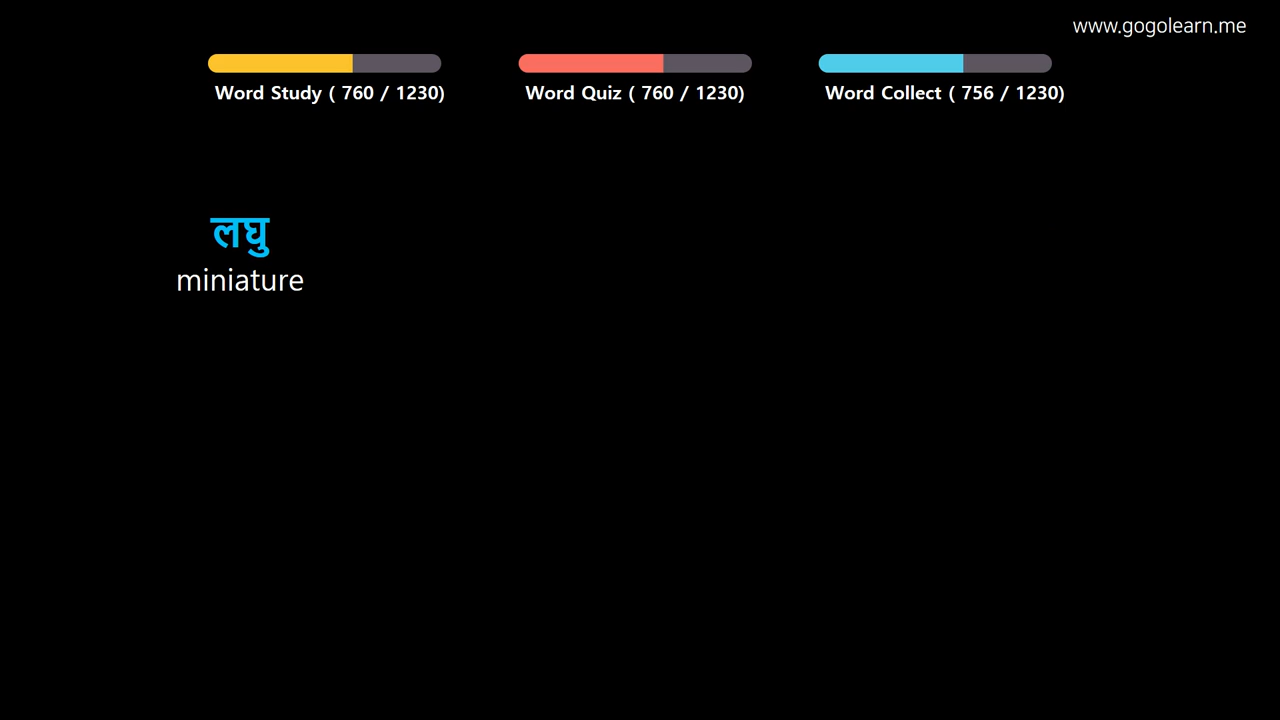 www.gogolearn.me
Word Study ( 760 / 1230)
Word Quiz ( 760 / 1230)
Word Collect ( 756 / 1230)
लघु
miniature